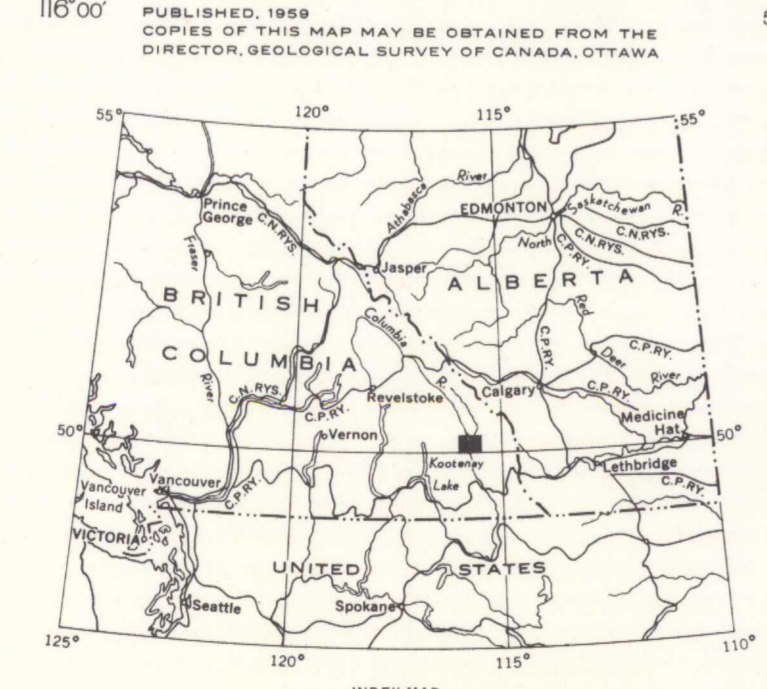 116°00'
PUBLISHED, 1959
COPIES OF THIS MAP MAY BE OBTAINED FROM THE
DIRECTOR, GEOLOGICAL SURVEY OF CANADA, OTTAWA
55°
120°
115°
55°
Prince
George
C.N.RYS.
Fraser
River
Athabasca
River
EDMONTON
Saskatchewan
R.
C.N.RYS.
C.N.RYS.
North
C.P.RY.
Jasper
ALBERTA
BRITISH
COLUMBIA
Columbia
R.
Red
Deer
River
C.P.RY.
C.P.RY.
C.P.RY.
C.N.RYS.
C.P.RY.
Revelstoke
Calgary
Medicine
Hat
50°
50°
Vernon
Kootenay
Lake
Lethbridge
C.P.RY.
Vancouver
Vancouver
Island
C.P.RY.
VICTORIA
UNITED STATES
Seattle
Spokane
125°
120°
115°
110°